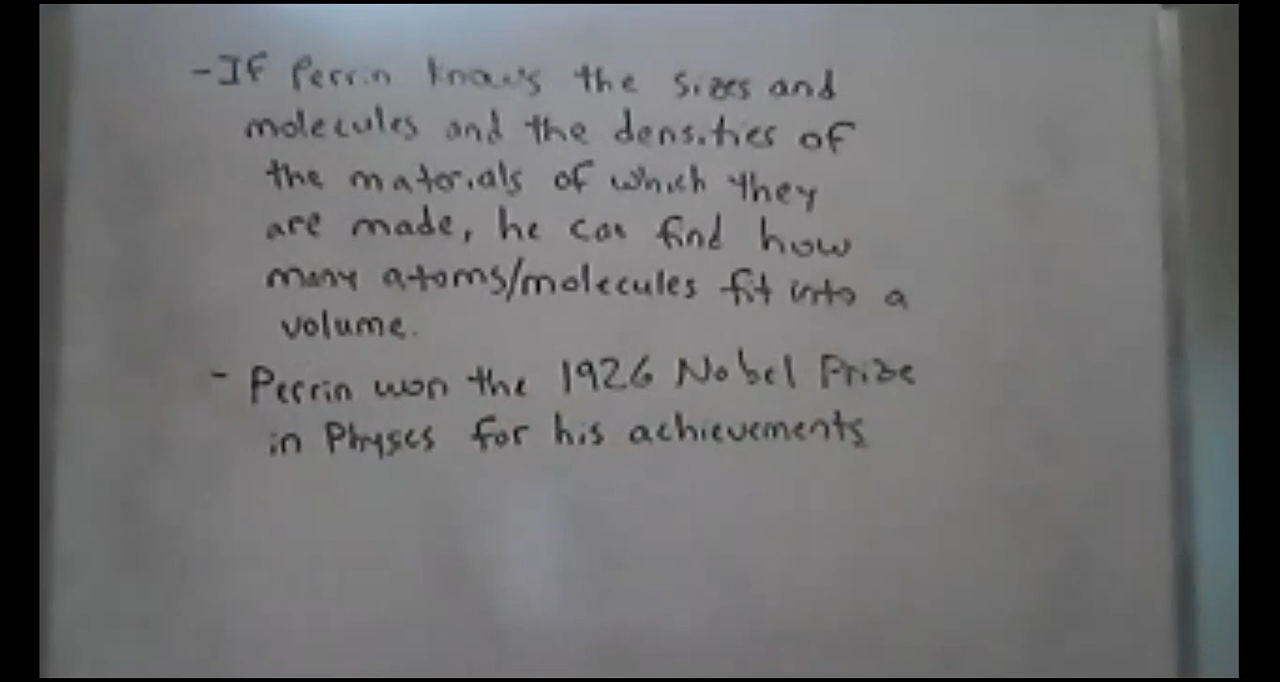 - If Perrin knows the sizes and
molecules and the densities of
the materials of which they
are made, he can find how
many atoms/molecules fit into a
volume.
- Perrin won the 1926 Nobel Prize
in Physcs for his achievements